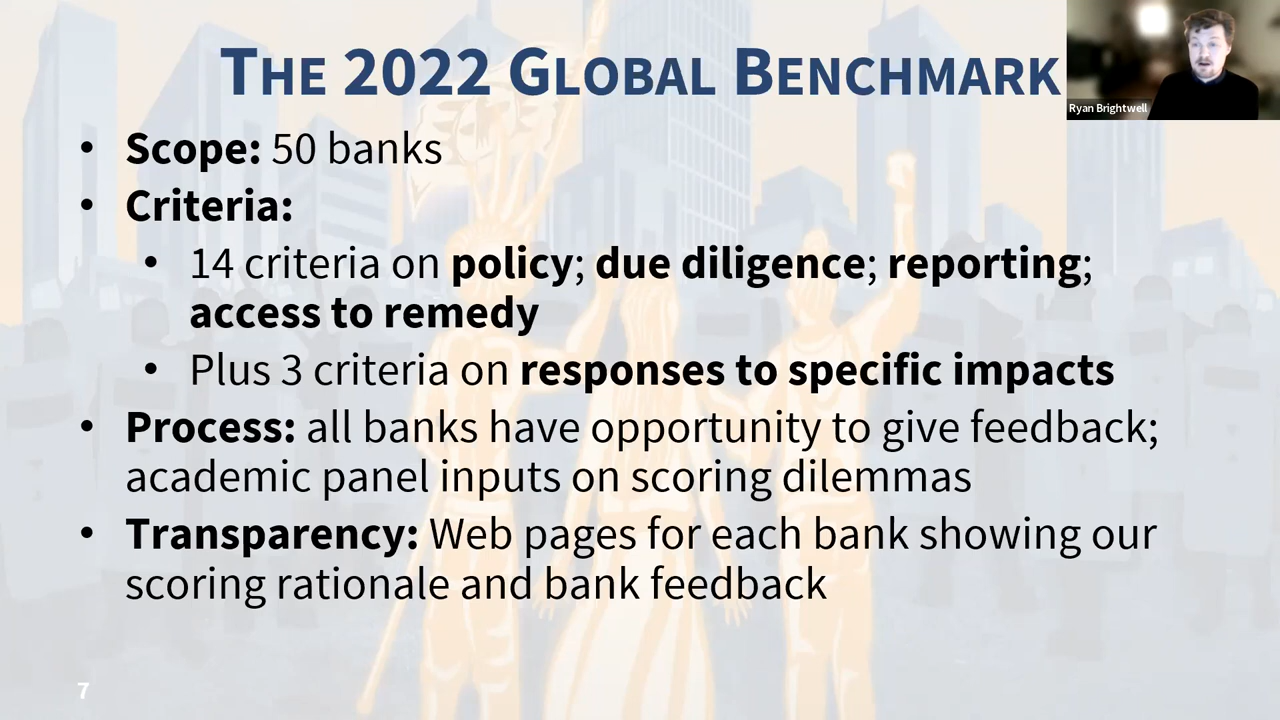 THE 2022 GLOBAL BENCHMARK
Ryan Brightwell
• Scope: 50 banks
• Criteria:
• 14 criteria on policy; due diligence; reporting;
access to remedy
• Plus 3 criteria on responses to specific impacts
• Process: all banks have opportunity to give feedback;
academic panel inputs on scoring dilemmas
• Transparency: Web pages for each bank showing our
scoring rationale and bank feedback
7